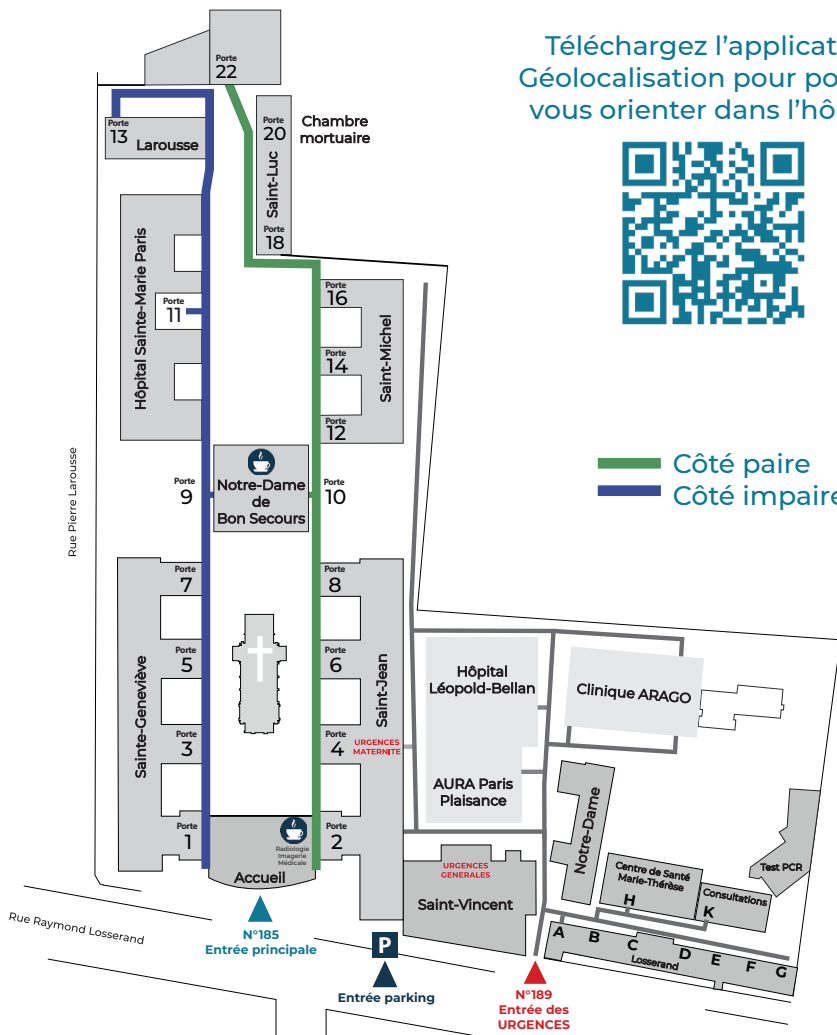 Téléchargez l'applicat
Géolocalisation pour po
vous orienter dans l'hô
Porte
22
Porte
13
Larousse
Porte
20
Chambre
mortuaire
Saint-Luc
Porte
18
Hôpital Sainte-Marie Paris
Porte
11
Porte
16
Porte
14
Saint-Michel
Porte
12
Côté paire
Côté impaire
Porte
9
Notre-Dame
de
Bon Secours
Porte
10
Rue Pierre Larousse
Porte
7
Porte
8
Porte
5
Porte
6
Sainte-Geneviève
Saint-Jean
Porte
3
Porte
4
URGENCES
MATERNITE
Hôpital
Léopold-Bellan
Clinique ARAGO
AURA Paris
Plaisance
Porte
1
Porte
2
Radiologie
Imagerie
Médicale
Accueil
URGENCES
GENERALES
Saint-Vincent
Notre-Dame
Centre de Santé
Marie-Thérèse
H
Consultations
K
Test PCR
A
B
C
D
E
F
G
Losserand
Rue Raymond Losserand
N°185
Entrée principale
P
Entrée parking
N°189
Entrée des
URGENCES